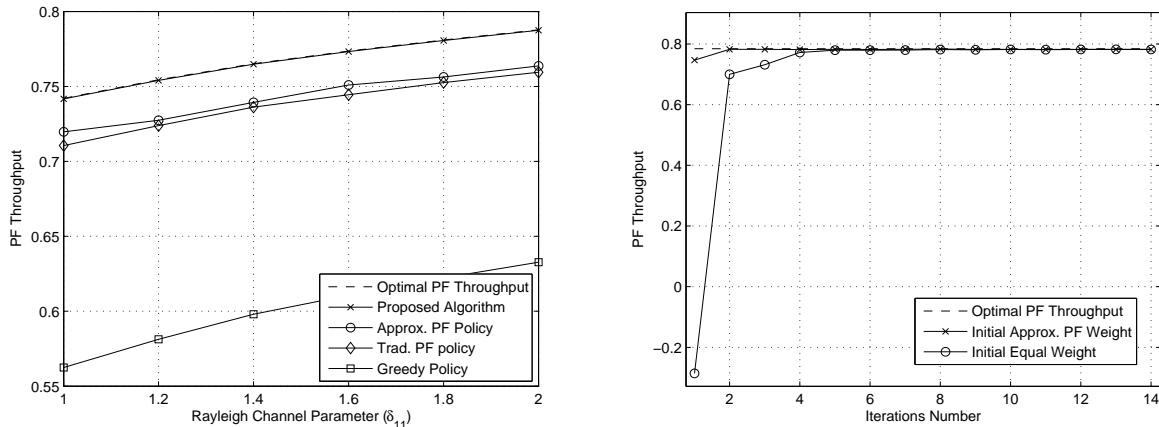 0.8
0.75
0.7
0.65
0.6
0.55
PF Throughput
1 1.2 1.4 1.6 1.8 2
Rayleigh Channel Parameter (δ11)
Optimal PF Throughput
Proposed Algorithm
Approx. PF Policy
Trad. PF policy
Greedy Policy
0.8
0.6
0.4
0.2
0
−0.2
PF Throughput
2 4 6 8 10 12 14
Iterations Number
Optimal PF Throughput
Initial Approx. PF Weight
Initial Equal Weight